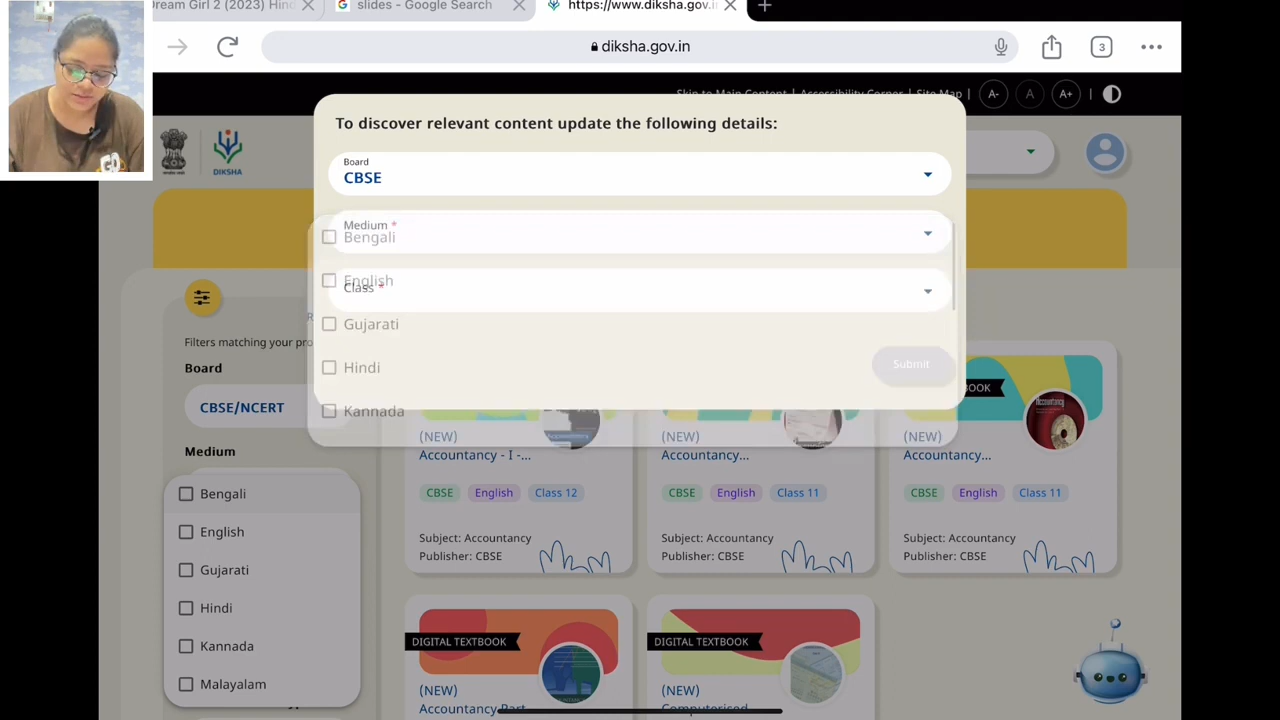 Dream Girl 2 (2023) Hind
slides - Google Search
https://www.diksha.gov.i
diksha.gov.in
3
Skip to Main Content | Accessibility Corner | Site Map | A- A A+ |
DIKSHA
To discover relevant content update the following details:
Board
CBSE
Medium *
Bengali
English
Class *
Gujarati
Hindi
Submit
Kannada
Filters matching your pro
Board
CBSE/NCERT
Medium
Bengali
English
Gujarati
Hindi
Kannada
Malayalam
(NEW)
Accountancy - I -...
CBSE English Class 12
Subject: Accountancy
Publisher: CBSE
(NEW)
Accountancy...
CBSE English Class 11
Subject: Accountancy
Publisher: CBSE
OOK
Accountancy
(NEW)
Accountancy...
CBSE English Class 11
Subject: Accountancy
Publisher: CBSE
DIGITAL TEXTBOOK
(NEW)
Accountancy Part
DIGITAL TEXTBOOK
(NEW)
Computerised